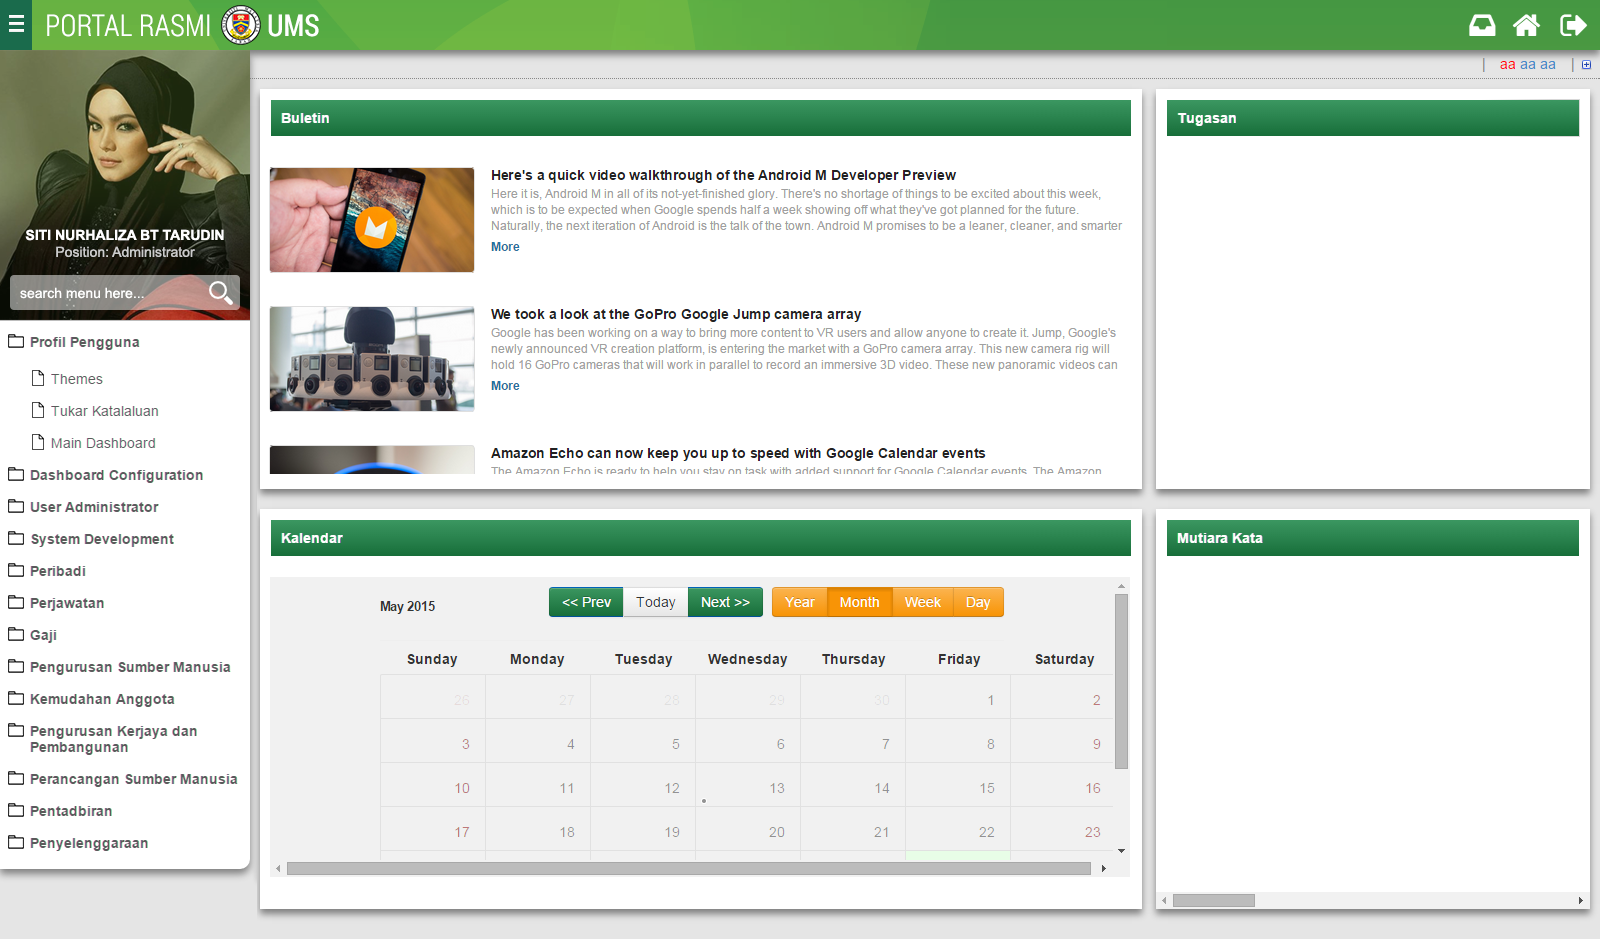 PORTAL RASMI UMS
| aa aa aa |
SITI NURHALIZA BT TARUDIN
Position: Administrator
search menu here...
Profil Pengguna
Themes
Tukar Katalaluan
Main Dashboard
Dashboard Configuration
User Administrator
System Development
Peribadi
Perjawatan
Gaji
Pengurusan Sumber Manusia
Kemudahan Anggota
Pengurusan Kerjaya dan
Pembangunan
Perancangan Sumber Manusia
Pentadbiran
Penyelenggaraan
Buletin
Here's a quick video walkthrough of the Android M Developer Preview
Here it is, Android M in all of its not-yet-finished glory. There's no shortage of things to be excited about this week,
which is to be expected when Google spends half a week showing off what they've got planned for the future.
Naturally, the next iteration of Android is the talk of the town. Android M promises to be a leaner, cleaner, and smarter
More
We took a look at the GoPro Google Jump camera array
Google has been working on a way to bring more content to VR users and allow anyone to create it. Jump, Google's
newly announced VR creation platform, is entering the market with a GoPro camera array. This new camera rig will
hold 16 GoPro cameras that will work in parallel to record an immersive 3D video. These new panoramic videos can
More
Amazon Echo can now keep you up to speed with Google Calendar events
The Amazon Echo is ready to help you stay on task with added support for Google Calendar events. The Amazon
Tugasan
Kalendar
May 2015
<< Prev Today Next >> Year Month Week Day
Sunday Monday Tuesday Wednesday Thursday Friday Saturday
26 27 28 29 30 1 2
3 4 5 6 7 8 9
10 11 12 13 14 15 16
17 18 19 20 21 22 23
Mutiara Kata